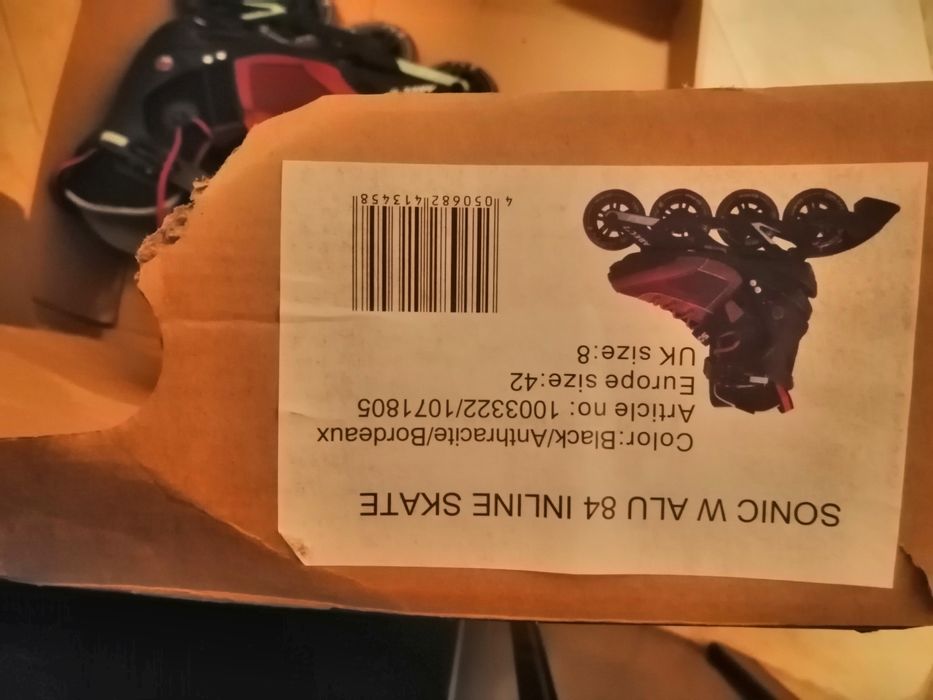 SONIC W ALU 84 INLINE SKATE
Color:Black/Anthracite/Bordeaux
Article no: 1003322/1071805
Europe size:42
UK size:8
4 050682 413458